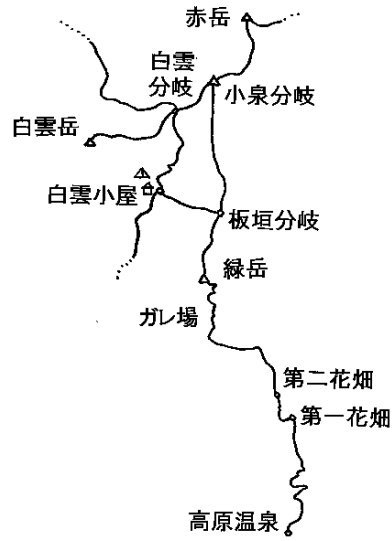 赤岳
白雲
分岐
小泉分岐
白雲岳
白雲小屋
板垣分岐
緑岳
ガレ場
第二花畑
第一花畑
高原温泉